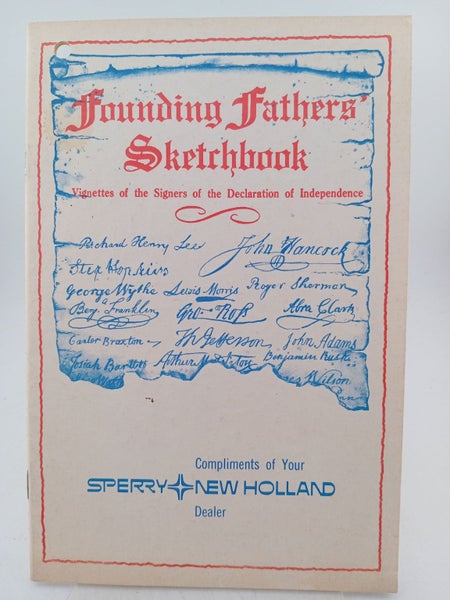 Founding Fathers'
Sketchbook
Vignettes of the Signers of the Declaration of Independence
Richard Henry Lee John Hancock
Step Hopkins
George Wythe Lewis Morris Roger Sherman
Benj. Franklin Geo. Ross Abra Clark
Carter Braxton Th Jefferson John Adams
Josiah Bartlett Arthur Middleton Benjamin Rush
Wilson
Compliments of Your
SPERRY NEW HOLLAND
Dealer